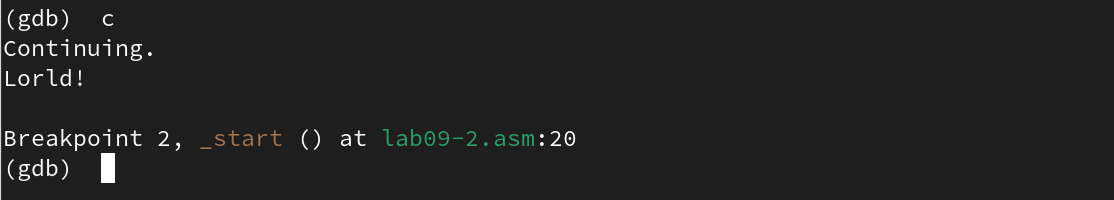 (gdb)  c
Continuing.
Lorld!
Breakpoint 2, _start () at lab09-2.asm:20
(gdb)